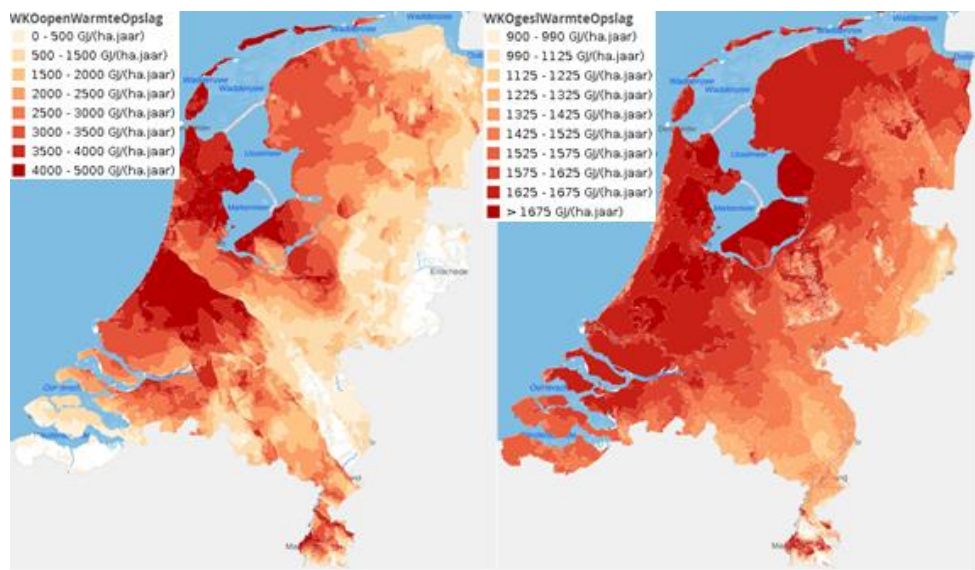 WKOopenWarmteOpslag
0 - 500 GJ/(ha.jaar)
500 - 1500 GJ/(ha.jaar)
1500 - 2000 GJ/(ha.jaar)
2000 - 2500 GJ/(ha.jaar)
2500 - 3000 GJ/(ha.jaar)
3000 - 3500 GJ/(ha.jaar)
3500 - 4000 GJ/(ha.jaar)
4000 - 5000 GJ/(ha.jaar)
Waddenzee
Waddenzee
Waddenzee
IJsselmeer
Markermeer
Enschede
WKOgeslWarmteOpslag
900 - 990 GJ/(ha.jaar)
990 - 1125 GJ/(ha.jaar)
1125 - 1225 GJ/(ha.jaar)
1225 - 1325 GJ/(ha.jaar)
1325 - 1425 GJ/(ha.jaar)
1425 - 1525 GJ/(ha.jaar)
1525 - 1575 GJ/(ha.jaar)
1575 - 1625 GJ/(ha.jaar)
1625 - 1675 GJ/(ha.jaar)
> 1675 GJ/(ha.jaar)
Waddenzee
Waddenzee
Waddenzee
IJsselmeer
Markermeer